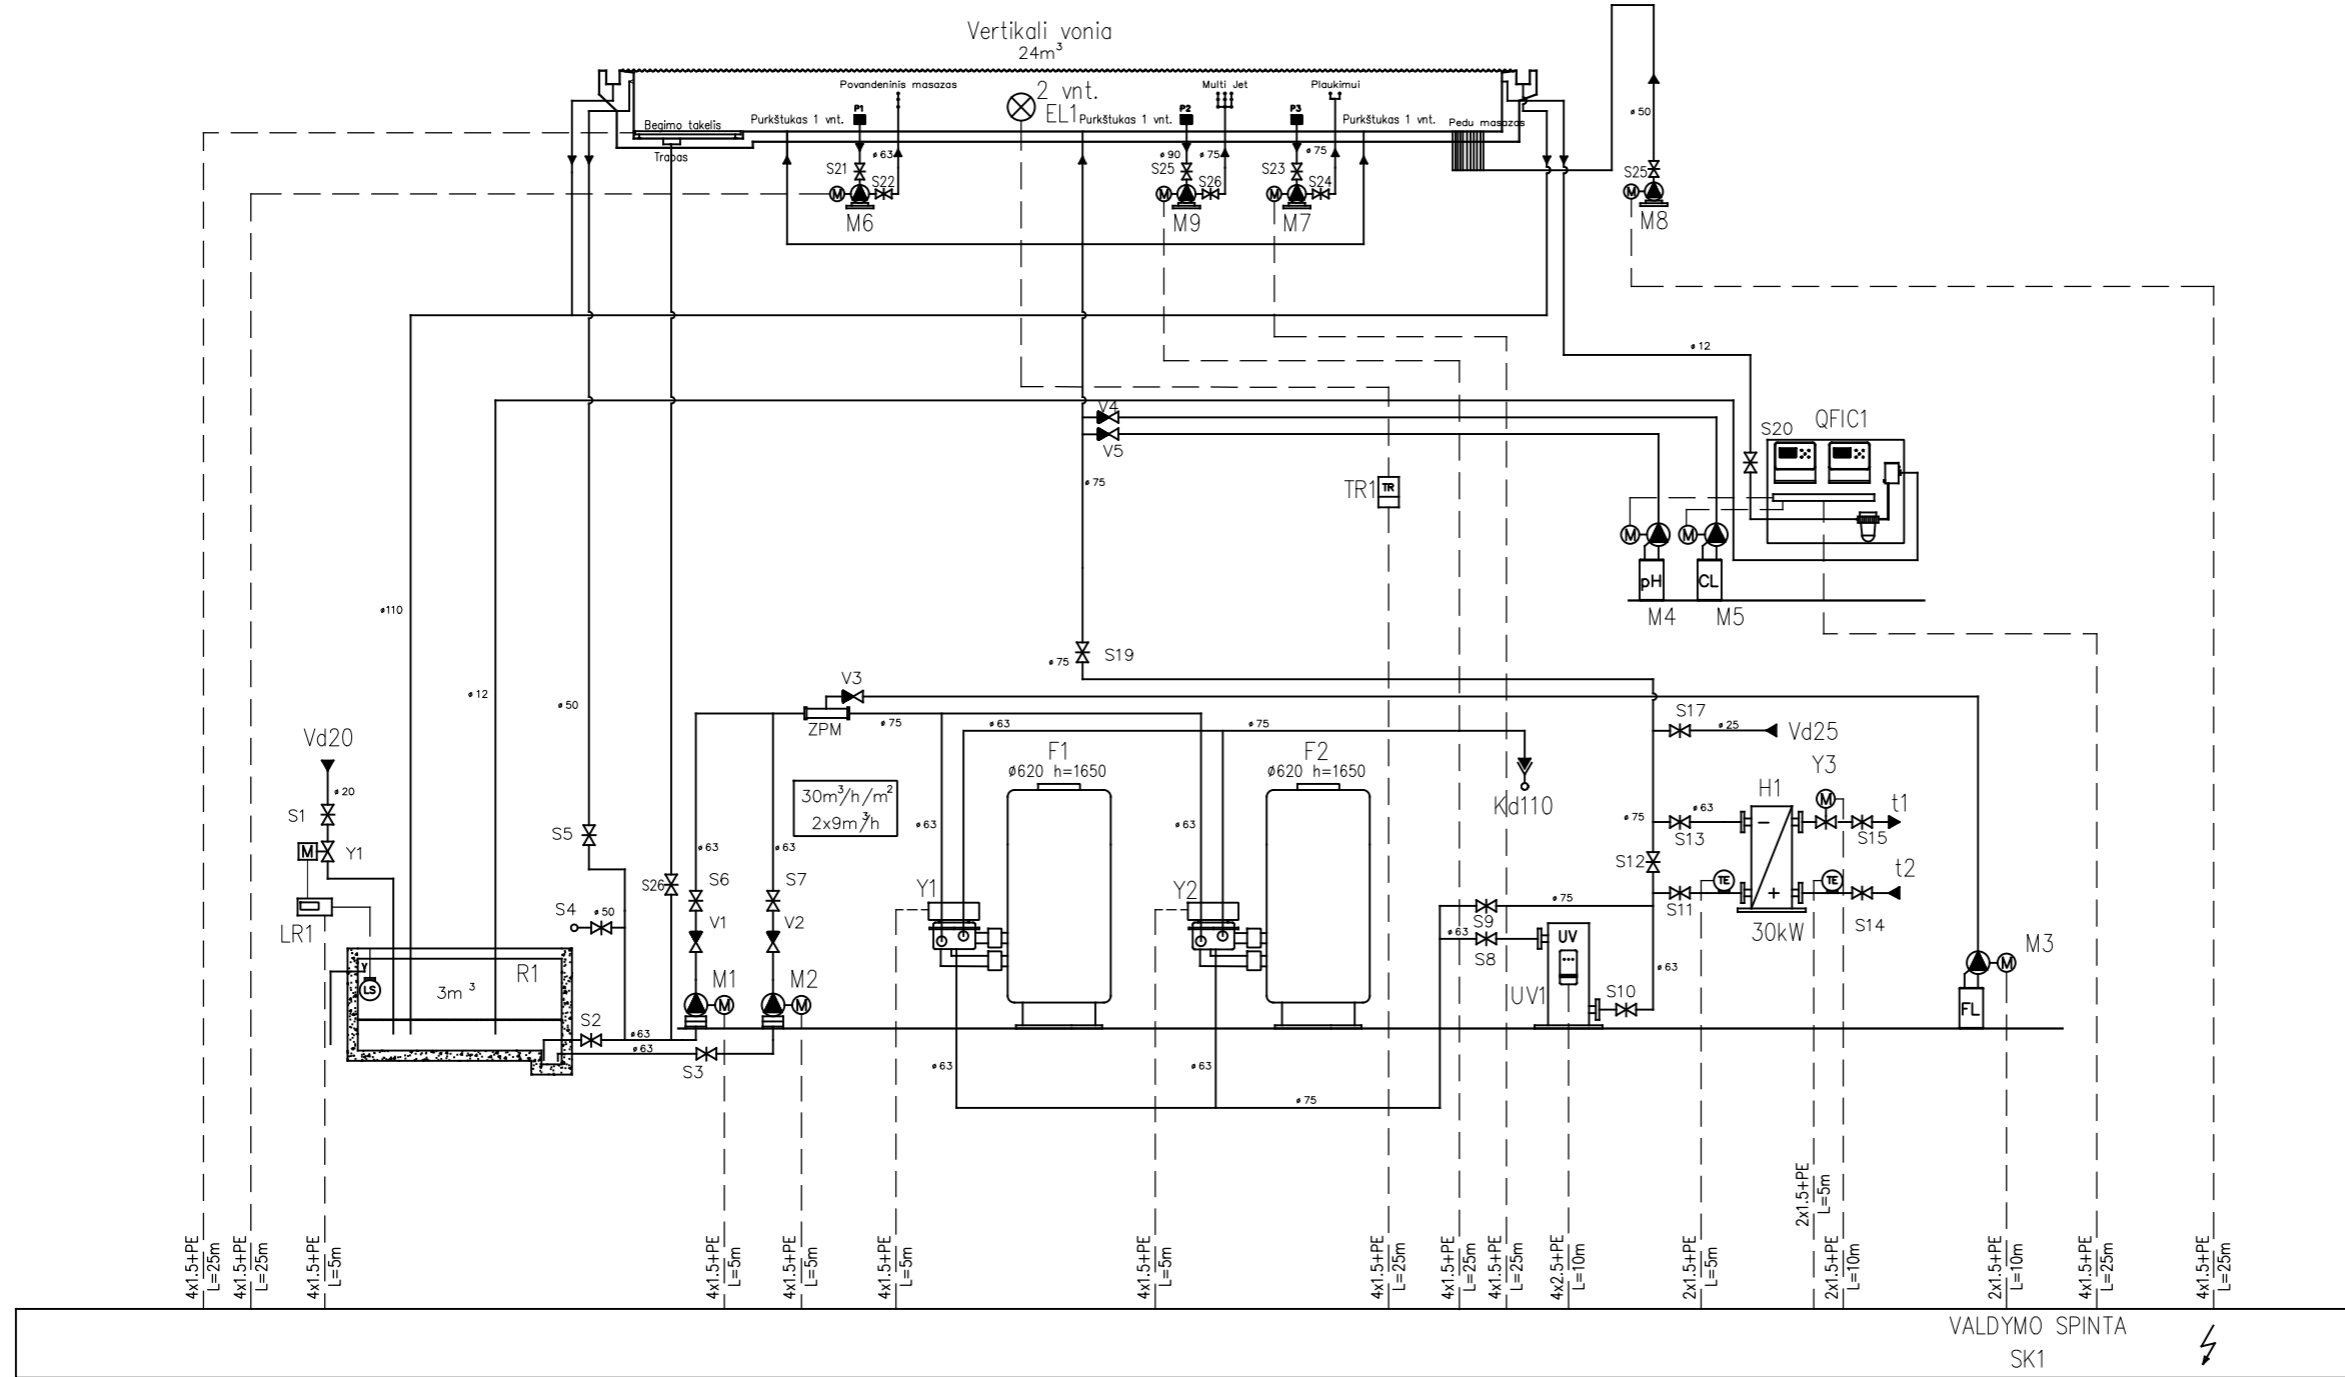 Vertikali vonia
24m³
Povandeninis masazas
2 vnt.
EL1
Multi Jet
Plaukimui
P1
P2
P3
Begimo takelis
Purkštukas 1 vnt.
Purkštukas 1 vnt.
Purkštukas 1 vnt.
Pedu masazas
ø50
Trapas
S21
ø63
S22
M
M6
ø90
ø75
S25
S26
M
M9
ø75
S23
S24
M
M7
S25
M
M8
ø12
V4
V5
ø75
TR1
TR
S20
QFIC1
M
M
pH
CL
M4
M5
ø110
ø12
ø50
ø75
S19
V3
ZPM
ø75
ø63
ø75
S17
ø25
Vd25
Vd20
ø20
S1
M
Y1
LR1
F1
ø620 h=1650
F2
ø620 h=1650
30m³/h/m²
2x9m³/h
Kd110
H1
Y3
M
t1
ø63
ø75
S13
S15
S12
t2
TE
TE
S11
S14
30kW
S5
ø63
ø63
ø63
ø63
S26
S6
S7
S4
ø50
V1
V2
Y1
Y2
ø75
S9
ø63
S8
UV
UV1
S10
ø63
M3
M
FL
R1
3m³
LS
M1
M
M2
M
S2
ø63
ø63
S3
ø63
ø63
ø75
4x1.5+PE
L=25m
4x1.5+PE
L=25m
4x1.5+PE
L=5m
4x1.5+PE
L=5m
4x1.5+PE
L=5m
4x1.5+PE
L=5m
4x1.5+PE
L=5m
4x1.5+PE
L=25m
4x1.5+PE
L=25m
4x1.5+PE
L=25m
4x2.5+PE
L=10m
2x1.5+PE
L=5m
2x1.5+PE
L=5m
2x1.5+PE
L=10m
2x1.5+PE
L=10m
4x1.5+PE
L=25m
4x1.5+PE
L=25m
VALDYMO SPINTA
SK1